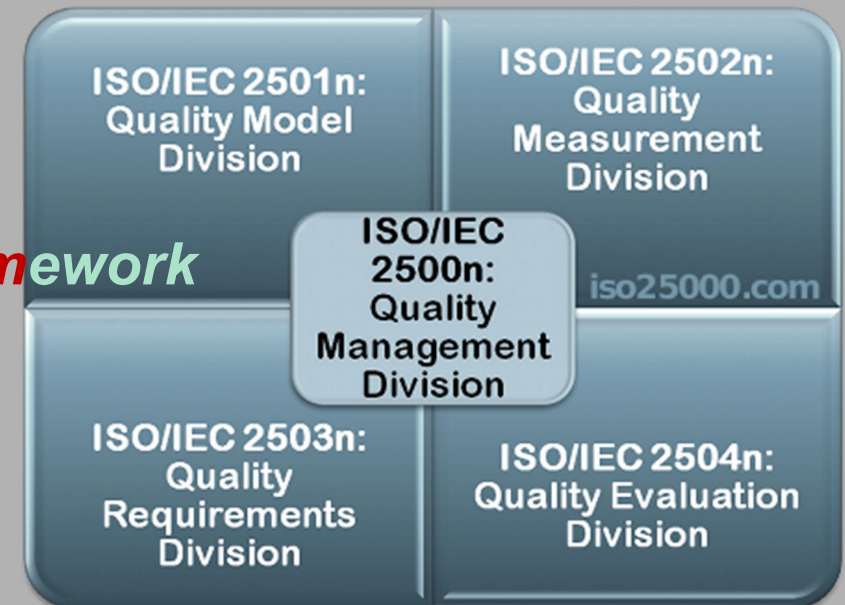 ISO/IEC 2501n:
Quality Model
Division
ISO/IEC 2502n:
Quality
Measurement
Division
mework
ISO/IEC
2500n:
Quality
Management
Division
iso25000.com
ISO/IEC 2503n:
Quality
Requirements
Division
ISO/IEC 2504n:
Quality Evaluation
Division